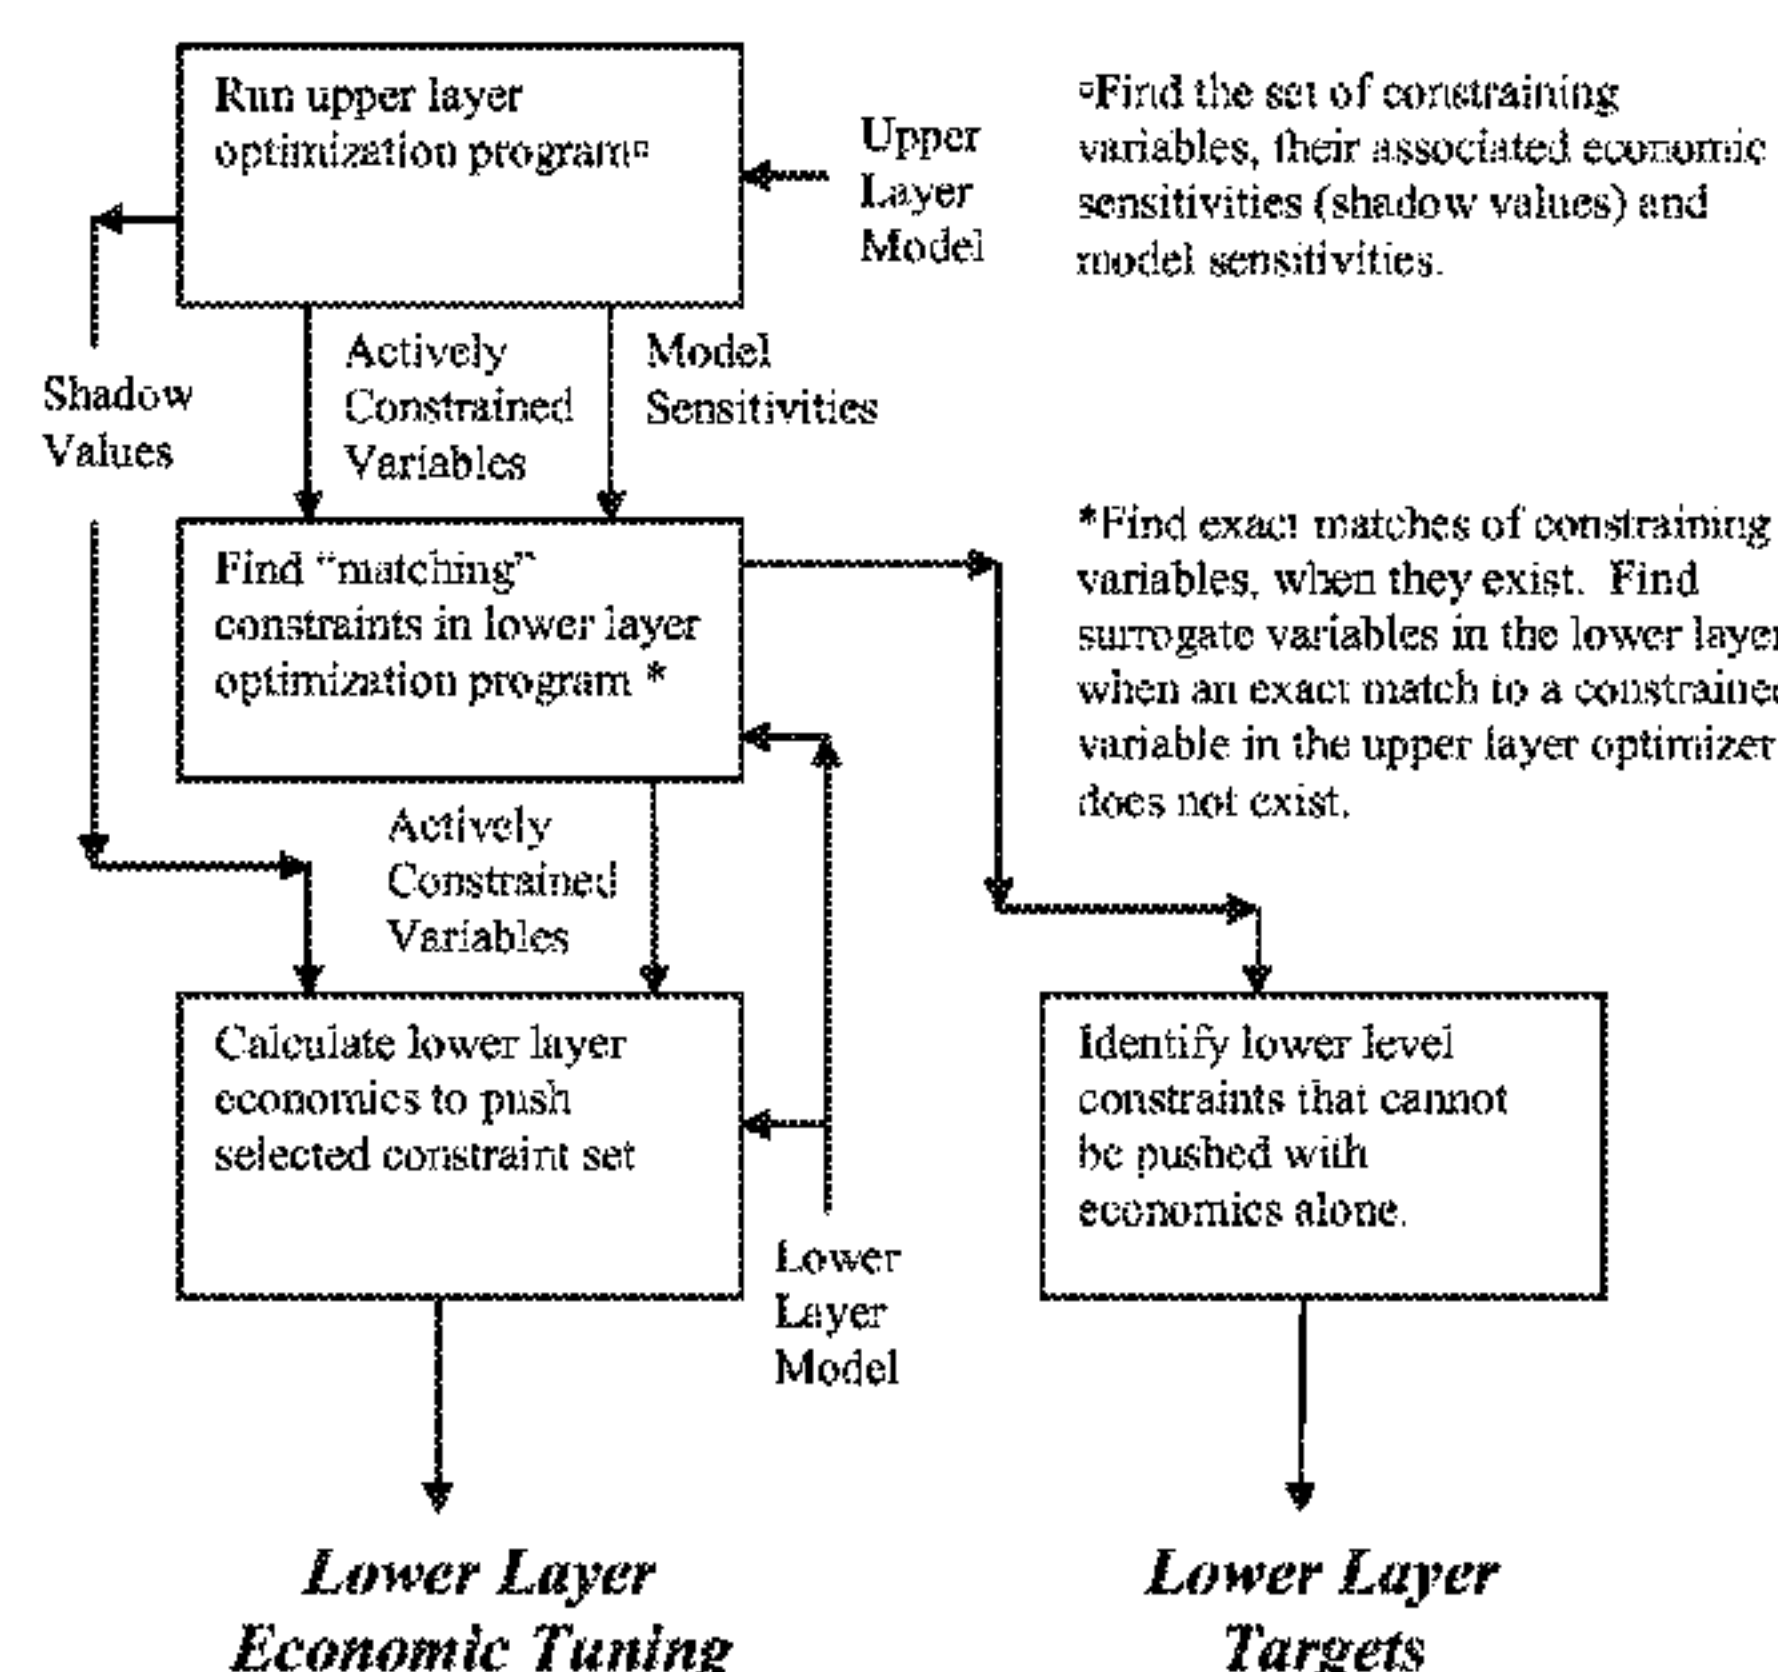 Run upper layer
optimization program¤
Upper
Layer
Model
¤Find the set of constraining
variables, their associated economic
sensitivities (shadow values) and
model sensitivities.
Shadow
Values
Actively
Constrained
Variables
Model
Sensitivities
Find "matching"
constraints in lower layer
optimization program *
*Find exact matches of constraining
variables, when they exist. Find
surrogate variables in the lower layer
when an exact match to a constrained
variable in the upper layer optimizer
does not exist.
Actively
Constrained
Variables
Calculate lower layer
economics to push
selected constraint set
Lower
Layer
Model
Identify lower level
constraints that cannot
be pushed with
economics alone.
Lower Layer
Economic Tuning
Lower Layer
Targets